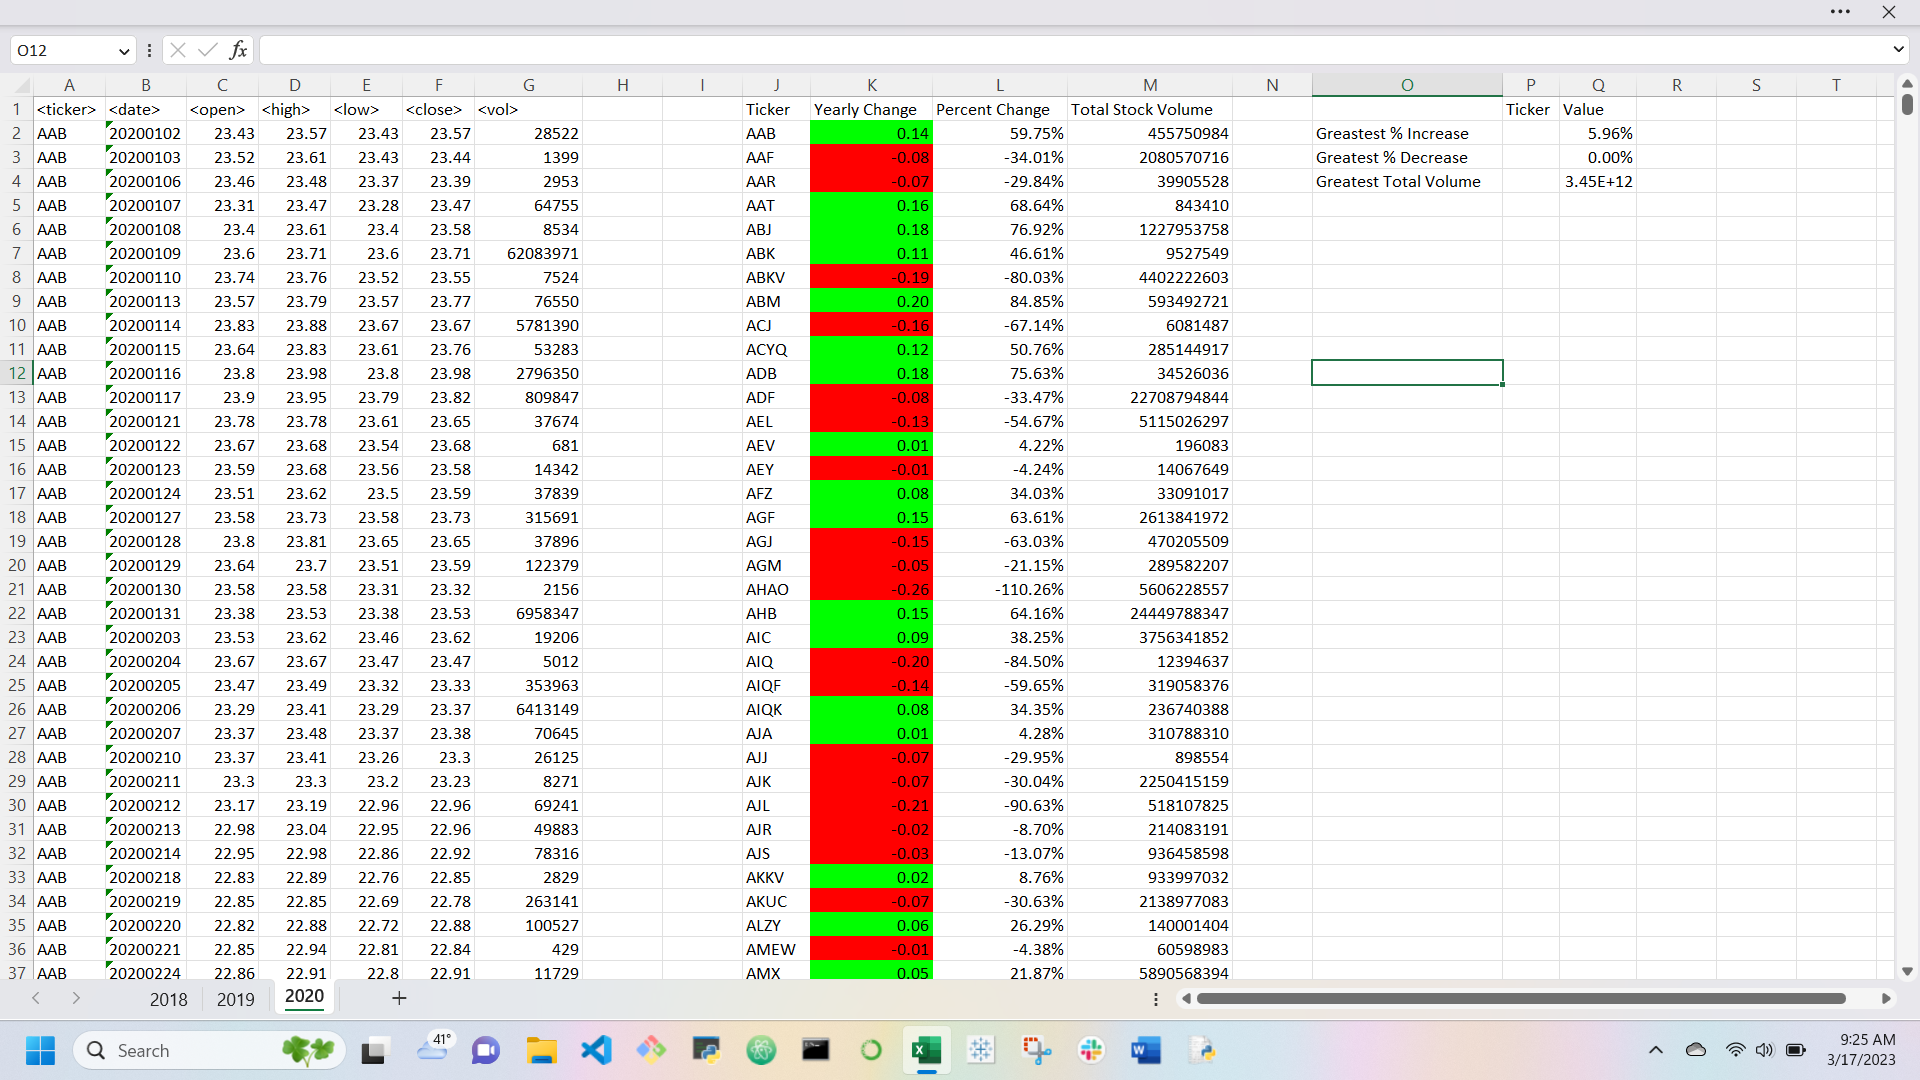 O12 fx
A B C D E F G H I J K L M N O P Q R S T
1 <ticker> <date> <open> <high> <low> <close> <vol> Ticker Yearly Change Percent Change Total Stock Volume Ticker Value
2 AAB 20200102 23.43 23.57 23.43 23.57 28522 AAB 0.14 59.75% 455750984 Greastest % Increase 5.96%
3 AAB 20200103 23.52 23.61 23.43 23.44 1399 AAF -0.08 -34.01% 2080570716 Greatest % Decrease 0.00%
4 AAB 20200106 23.46 23.48 23.37 23.39 2953 AAR -0.07 -29.84% 39905528 Greatest Total Volume 3.45E+12
5 AAB 20200107 23.31 23.47 23.28 23.47 64755 AAT 0.16 68.64% 843410
6 AAB 20200108 23.4 23.61 23.4 23.58 8534 ABJ 0.18 76.92% 1227953758
7 AAB 20200109 23.6 23.71 23.6 23.71 62083971 ABK 0.11 46.61% 9527549
8 AAB 20200110 23.74 23.76 23.52 23.55 7524 ABKV -0.19 -80.03% 4402222603
9 AAB 20200113 23.57 23.79 23.57 23.77 76550 ABM 0.20 84.85% 593492721
10 AAB 20200114 23.83 23.88 23.67 23.67 5781390 ACJ -0.16 -67.14% 6081487
11 AAB 20200115 23.64 23.83 23.61 23.76 53283 ACYQ 0.12 50.76% 285144917
12 AAB 20200116 23.8 23.98 23.8 23.98 2796350 ADB 0.18 75.63% 34526036
13 AAB 20200117 23.9 23.95 23.79 23.82 809847 ADF -0.08 -33.47% 22708794844
14 AAB 20200121 23.78 23.78 23.61 23.65 37674 AEL -0.13 -54.67% 5115026297
15 AAB 20200122 23.67 23.68 23.54 23.68 681 AEV 0.01 4.22% 196083
16 AAB 20200123 23.59 23.68 23.56 23.58 14342 AEY -0.01 -4.24% 14067649
17 AAB 20200124 23.51 23.62 23.5 23.59 37839 AFZ 0.08 34.03% 33091017
18 AAB 20200127 23.58 23.73 23.58 23.73 315691 AGF 0.15 63.61% 2613841972
19 AAB 20200128 23.8 23.81 23.65 23.65 37896 AGJ -0.15 -63.03% 470205509
20 AAB 20200129 23.64 23.7 23.51 23.59 122379 AGM -0.05 -21.15% 289582207
21 AAB 20200130 23.58 23.58 23.31 23.32 2156 AHAO -0.26 -110.26% 5606228557
22 AAB 20200131 23.38 23.53 23.38 23.53 6958347 AHB 0.15 64.16% 24449788347
23 AAB 20200203 23.53 23.62 23.46 23.62 19206 AIC 0.09 38.25% 3756341852
24 AAB 20200204 23.67 23.67 23.47 23.47 5012 AIQ -0.20 -84.50% 12394637
25 AAB 20200205 23.47 23.49 23.32 23.33 353963 AIQF -0.14 -59.65% 319058376
26 AAB 20200206 23.29 23.41 23.29 23.37 6413149 AIQK 0.08 34.35% 236740388
27 AAB 20200207 23.37 23.48 23.37 23.38 70645 AJA 0.01 4.28% 310788310
28 AAB 20200210 23.37 23.41 23.26 23.3 26125 AJJ -0.07 -29.95% 898554
29 AAB 20200211 23.3 23.3 23.2 23.23 8271 AJK -0.07 -30.04% 2250415159
30 AAB 20200212 23.17 23.19 22.96 22.96 69241 AJL -0.21 -90.63% 518107825
31 AAB 20200213 22.98 23.04 22.95 22.96 49883 AJR -0.02 -8.70% 214083191
32 AAB 20200214 22.95 22.98 22.86 22.92 78316 AJS -0.03 -13.07% 936458598
33 AAB 20200218 22.83 22.89 22.76 22.85 2829 AKKV 0.02 8.76% 933997032
34 AAB 20200219 22.85 22.85 22.69 22.78 263141 AKUC -0.07 -30.63% 2138977083
35 AAB 20200220 22.82 22.88 22.72 22.88 100527 ALZY 0.06 26.29% 140001404
36 AAB 20200221 22.85 22.94 22.81 22.84 429 AMEW -0.01 -4.38% 60598983
37 AAB 20200224 22.86 22.91 22.8 22.91 11729 AMX 0.05 21.87% 5890568394
2018 2019 2020
Search 41° 9:25 AM
3/17/2023